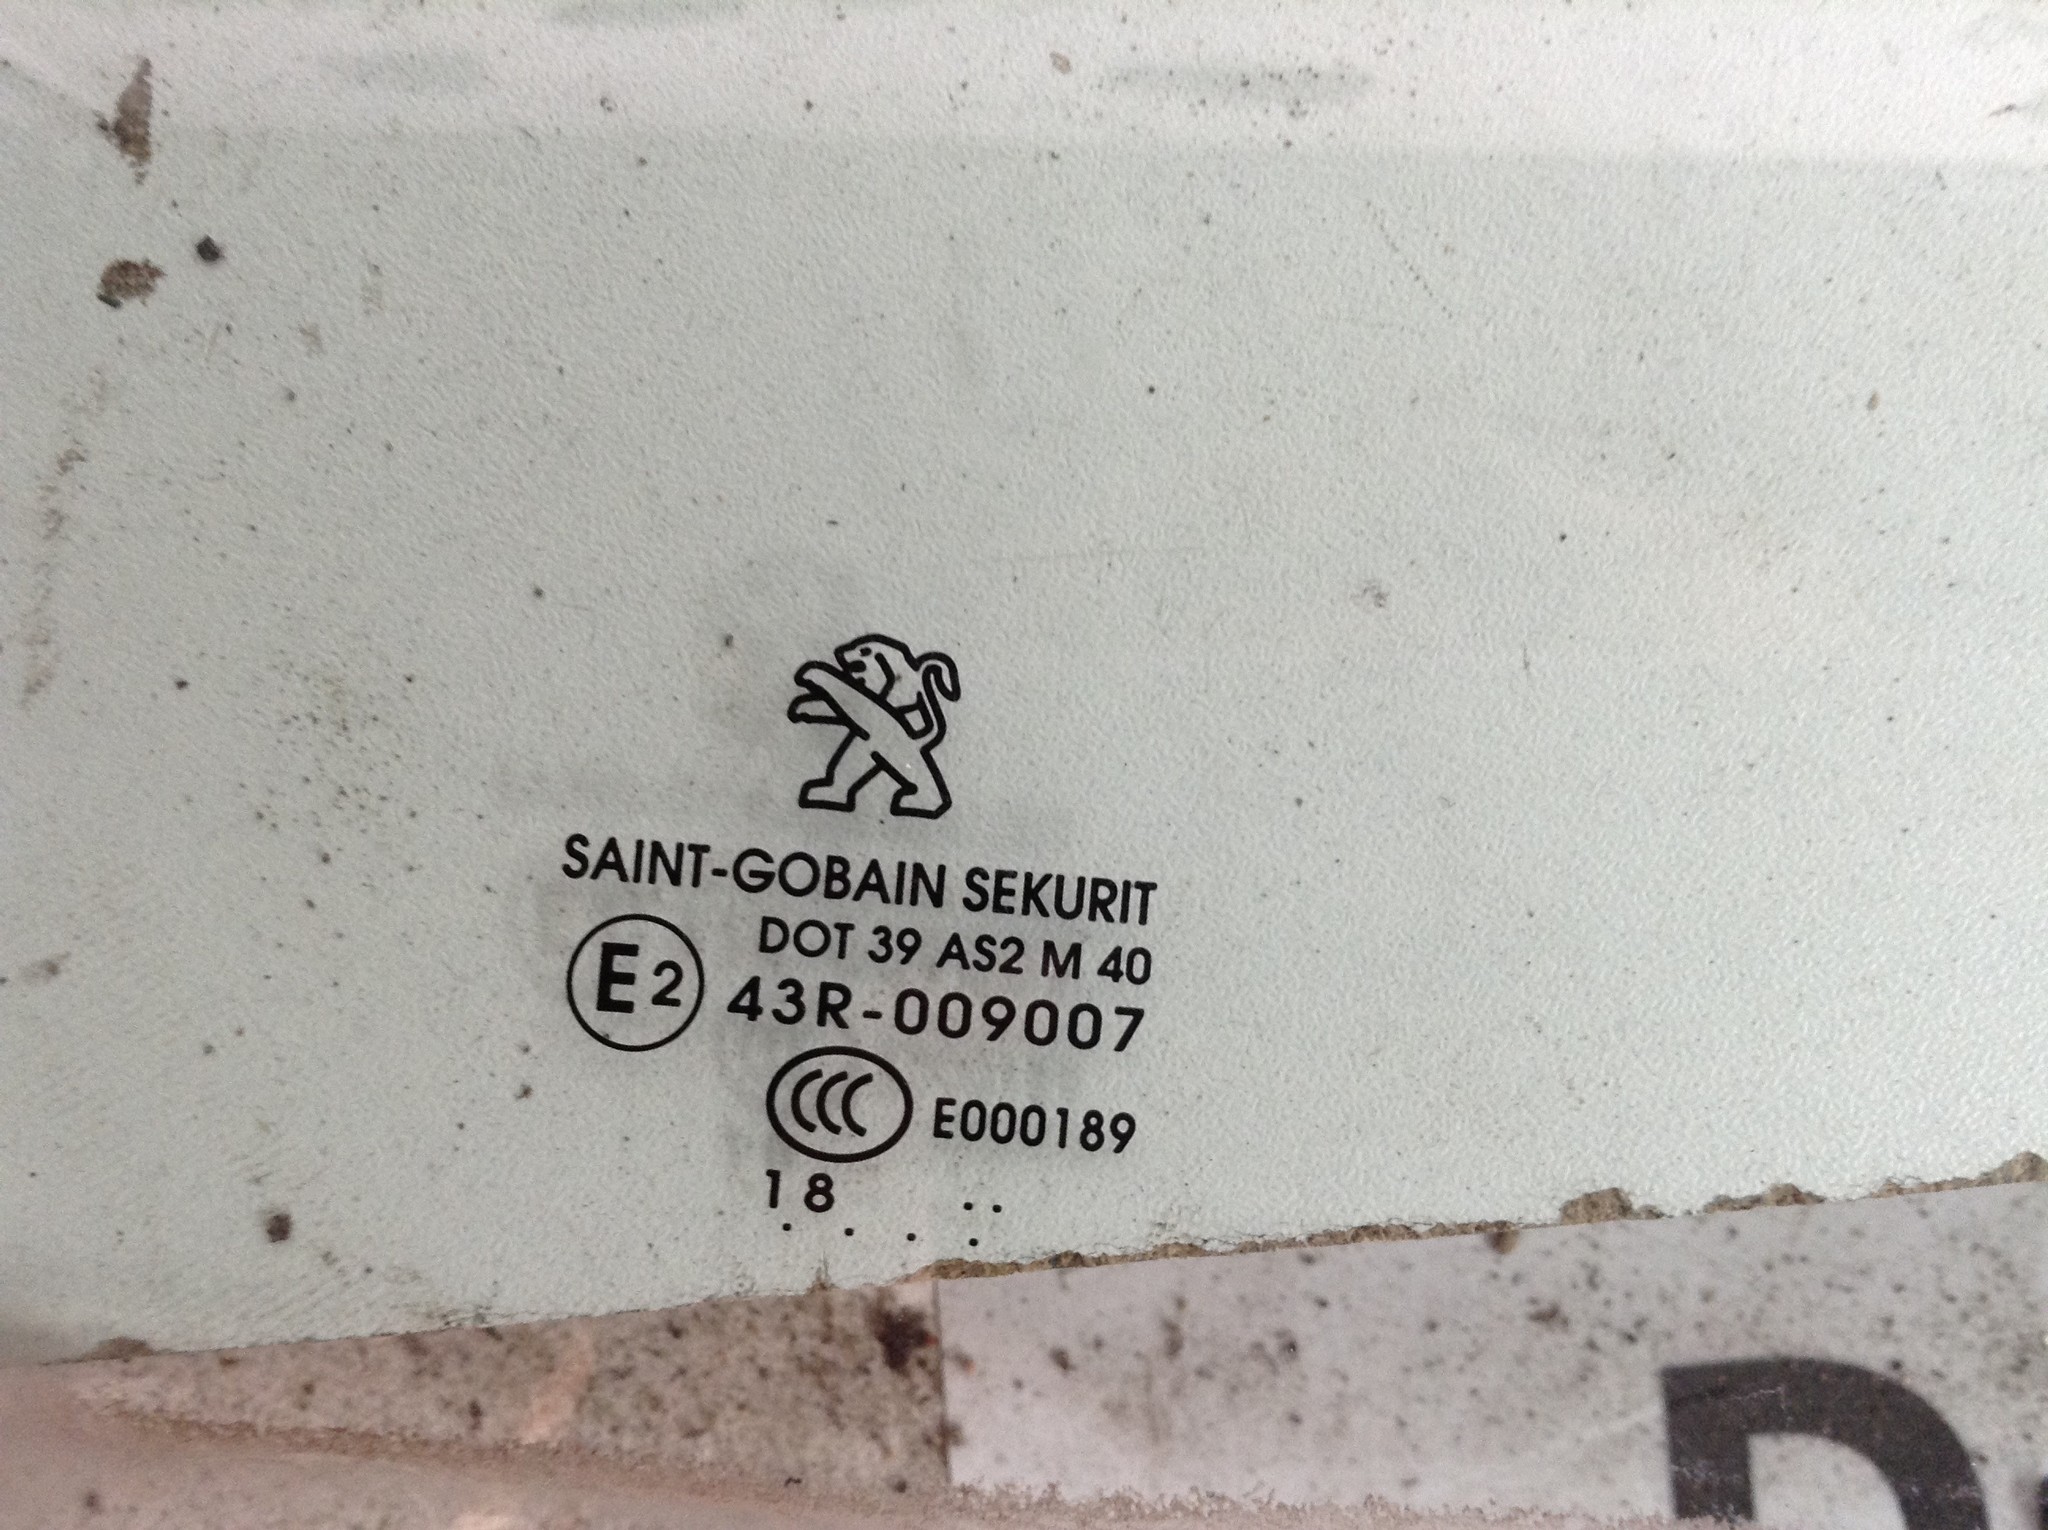 SAINT-GOBAIN SEKURIT
DOT 39 AS2 M 40
E2 43R-009007
CCC E000189
18
. . . . : .